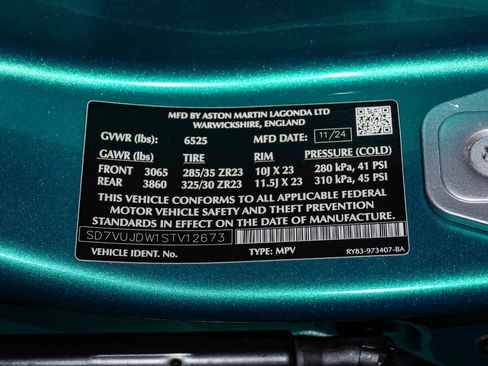 MFD BY ASTON MARTIN LAGONDA LTD
WARWICKSHIRE, ENGLAND
GVWR (lbs): 6525 MFD DATE: 11/24
GAWR (lbs): TIRE RIM PRESSURE (COLD)
FRONT 3065 285/35 ZR23 10J X 23 280 kPa, 41 PSI
REAR 3860 325/30 ZR23 11.5J X 23 310 kPa, 45 PSI
THIS VEHICLE CONFORMS TO ALL APPLICABLE FEDERAL
MOTOR VEHICLE SAFETY AND THEFT PREVENTION
STANDARDS IN EFFECT ON THE DATE OF MANUFACTURE
SD7VUJDW1STV12673
VEHICLE IDENT. No. TYPE: MPV RY83-973407-BA